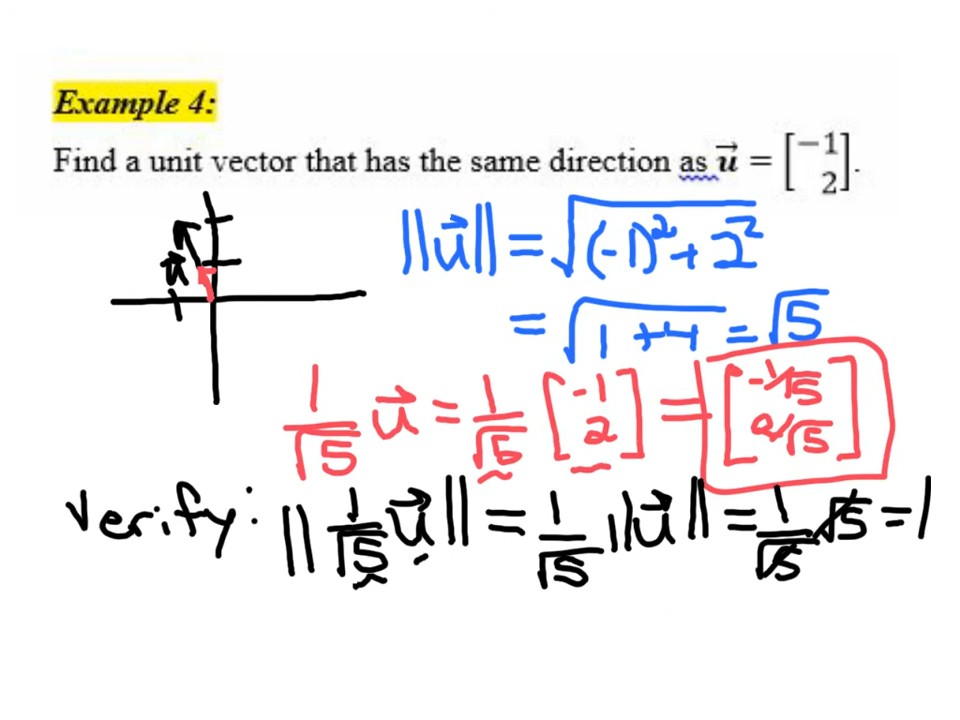 Example 4:
Find a unit vector that has the same direction as u⃗ = [−1 2].
u⃗
||u⃗|| = √((-1)² + 2²)
= √(1+4) = √5
1/√5 u⃗ = 1/√5 [-1 2] = [-1/√5 2/√5]
Verify: ||1/√5 u⃗|| = 1/√5 ||u⃗|| = 1/√5 √5 = 1